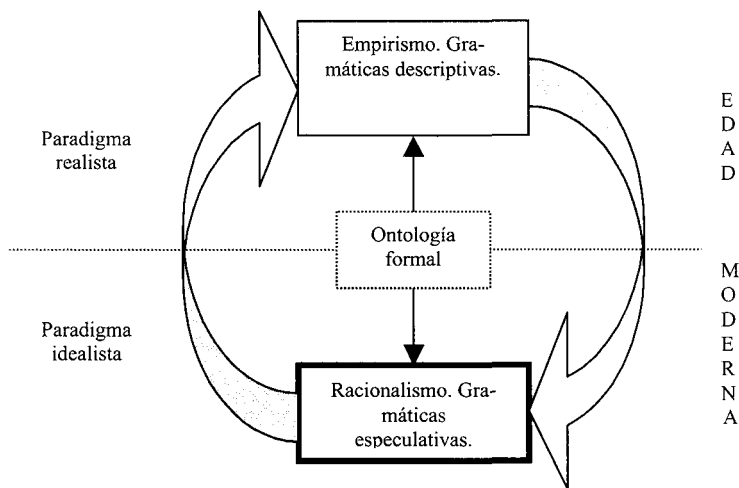 Empirismo. Gra-
máticas descriptivas.
Paradigma
realista
E
D
A
D
Ontología
formal
Paradigma
idealista
M
O
D
E
R
N
A
Racionalismo. Gra-
máticas
especulativas.